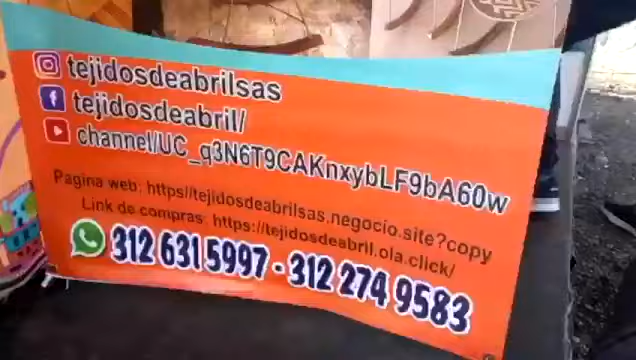 tejidosdeabrilsas
tejidosdeabril/
channel/UC_q3N6T9CAKnxybLF9bA60w
Pagina web: https//tejidosdeabrilsas.negocio.site?copy
Link de compras: https://tejidosdeabril.ola.click/
312 631 5997 - 312 274 9583